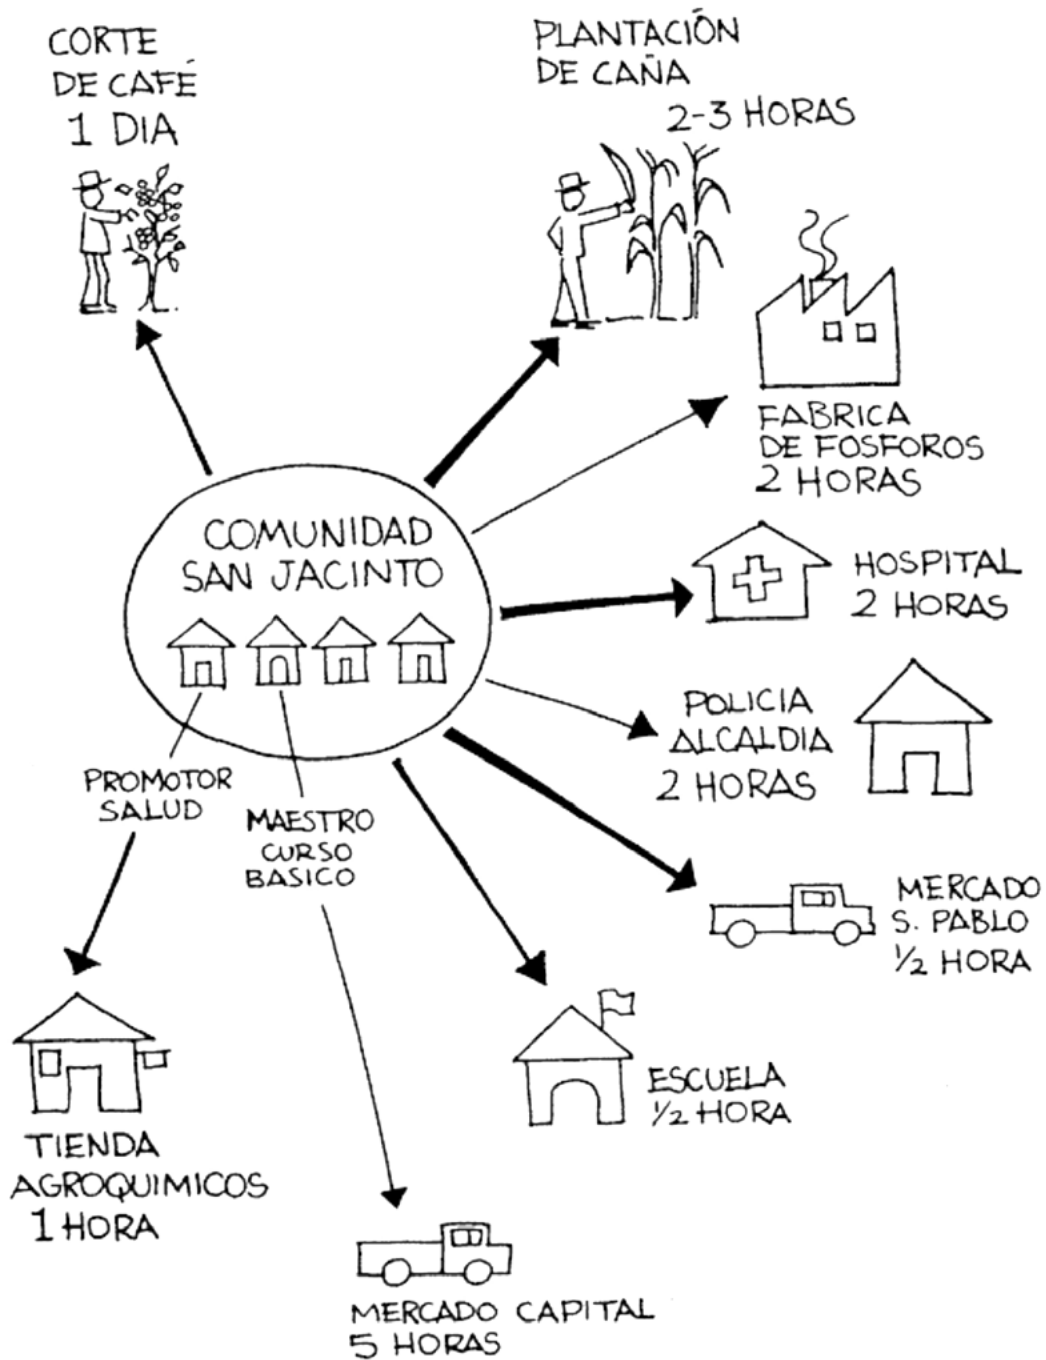 CORTE
DE CAFÉ
1 DIA
PLANTACIÓN
DE CAÑA
2-3 HORAS
FABRICA
DE FOSFOROS
2 HORAS
COMUNIDAD
SAN JACINTO
HOSPITAL
2 HORAS
POLICIA
ALCALDIA
2 HORAS
PROMOTOR
SALUD
MAESTRO
CURSO
BASICO
MERCADO
S. PABLO
1/2 HORA
ESCUELA
1/2 HORA
TIENDA
AGROQUIMICOS
1 HORA
MERCADO CAPITAL
5 HORAS